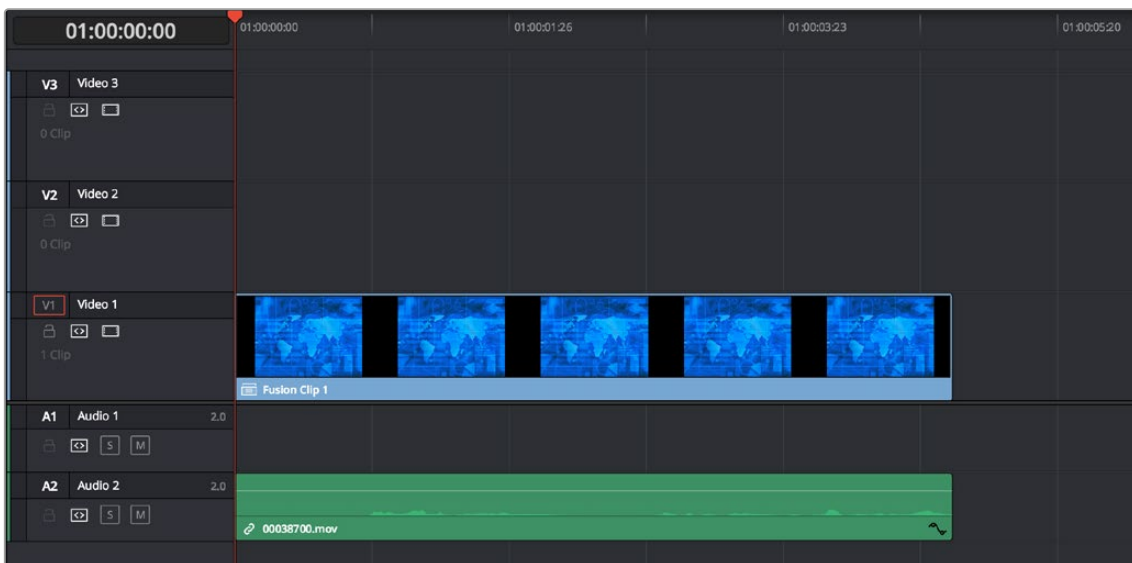 01:00:00:00
01:00:00:00 01:00:01:26 01:00:03:23 01:00:05:20
V3 Video 3
0 Clip
V2 Video 2
0 Clip
V1 Video 1
1 Clip
Fusion Clip 1
A1 Audio 1 2.0
S M
A2 Audio 2 2.0
S M
00038700.mov